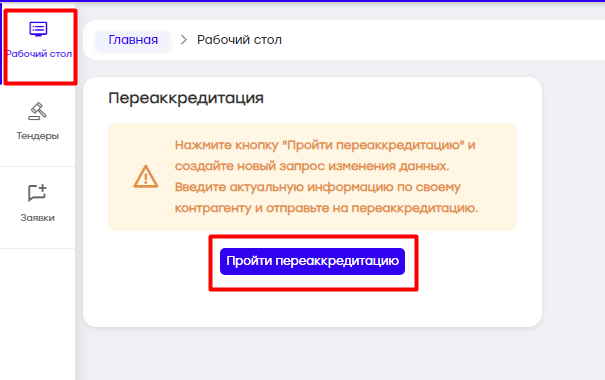 Рабочий стол
Тендеры
Заявки
Главная > Рабочий стол
Переаккредитация
Нажмите кнопку "Пройти переаккредитацию" и
создайте новый запрос изменения данных.
Введите актуальную информацию по своему
контрагенту и отправьте на переаккредитацию.
Пройти переаккредитацию